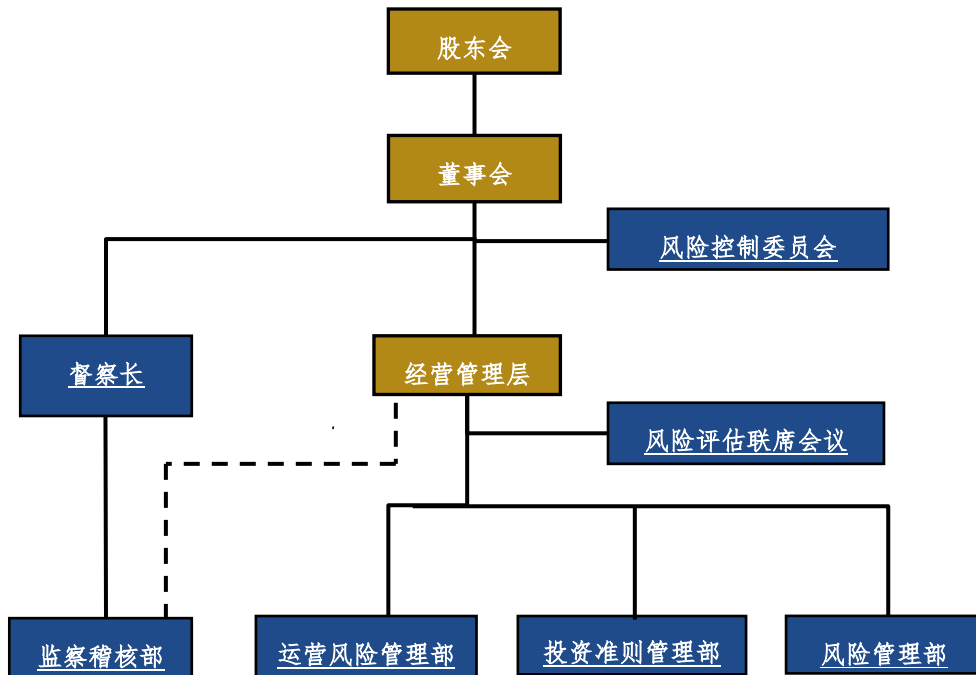 股东会
董事会
风险控制委员会
督察长
经营管理层
风险评估联席会议
监察稽核部
运营风险管理部
投资准则管理部
风险管理部